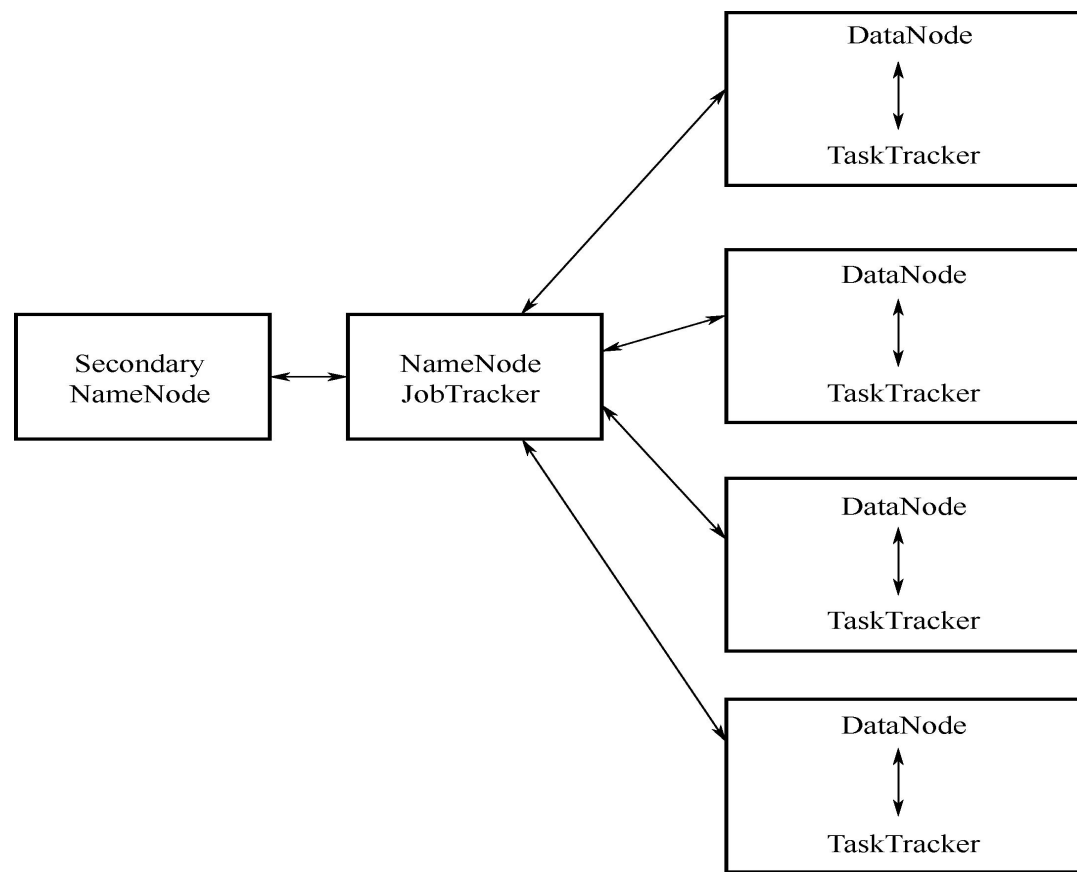 DataNode
TaskTracker
DataNode
TaskTracker
Secondary
NameNode
NameNode
JobTracker
DataNode
TaskTracker
DataNode
TaskTracker